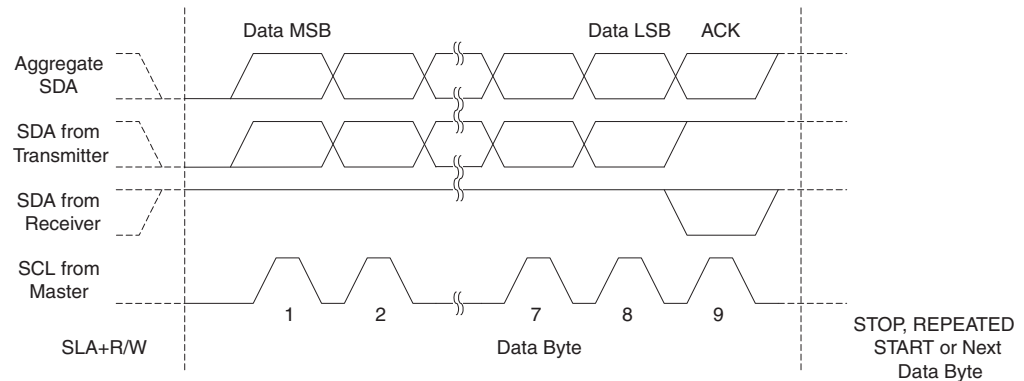 Data MSB
Data LSB
ACK
Aggregate
SDA
SDA from
Transmitter
SDA from
Receiver
SCL from
Master
1
2
7
8
9
SLA+R/W
Data Byte
STOP, REPEATED
START or Next
Data Byte